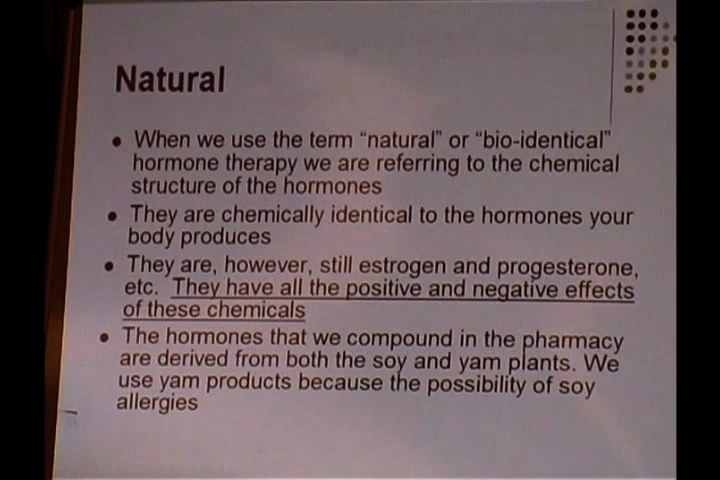 Natural
• When we use the term “natural” or “bio-identical”
hormone therapy we are referring to the chemical
structure of the hormones
• They are chemically identical to the hormones your
body produces
• They are, however, still estrogen and progesterone,
etc. They have all the positive and negative effects
of these chemicals
• The hormones that we compound in the pharmacy
are derived from both the soy and yam plants. We
use yam products because the possibility of soy
allergies